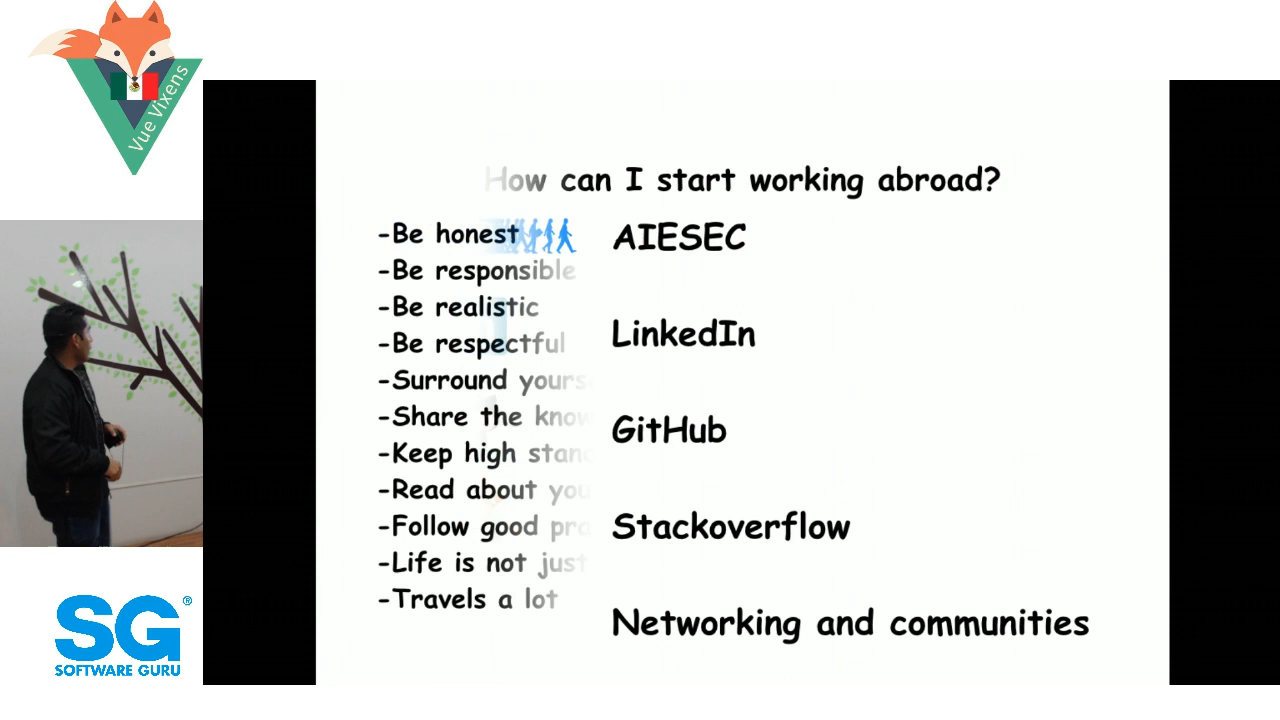 Vue Vixens
How can I start working abroad?
-Be honest
-Be responsible
-Be realistic
-Be respectful
-Surround
-Share the
-Keep high
-Read about
-Follow good
-Life is not just
-Travels a lot
AIESEC
LinkedIn
GitHub
Stackoverflow
Networking and communities
SG®
SOFTWARE GURU